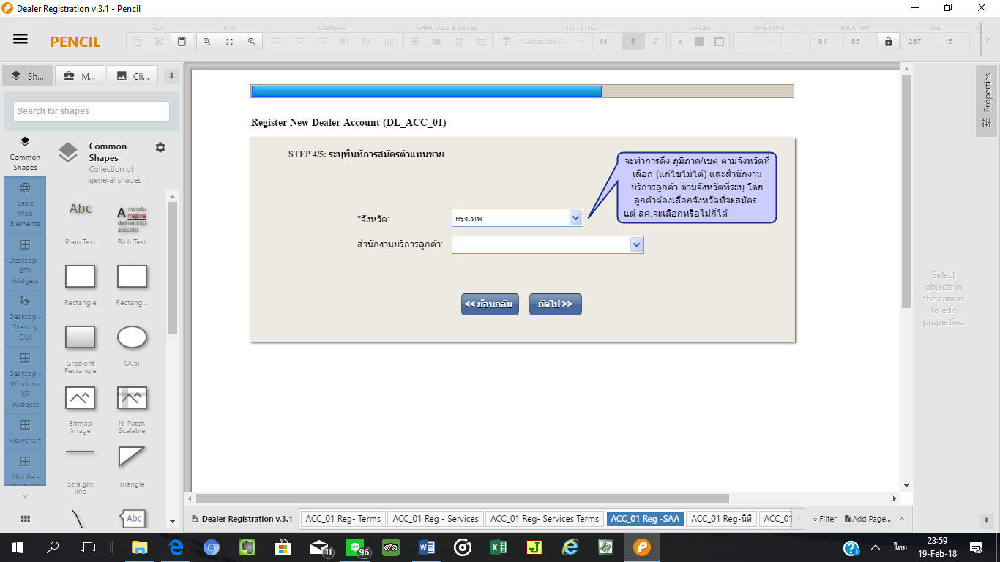 Dealer Registration v.3.1 - Pencil
PENCIL
EDIT
100%
ALIGNMENT
SAME SIZES & SPACES
TEXT STYLE
COLORS
LINE STYLE
LOCATION
SIZE
Liberation S...
14
B
I
A
81
65
267
15
Sh...
M...
Cli...
Search for shapes
Common
Shapes
Basic
Web
Elements
Desktop -
GTK
Widgets
Desktop -
Sketchy
GUI
Desktop -
Windows
XP
Widgets
Flowchart
Mobile -
Common
Shapes
Collection of
general shapes
Abc
Plain Text
A mundu
magine
del tannito
abscidit
Rich Text
Rectangle
Rectang...
Gradient
Rectangle
Oval
Bitmap
Image
N-Patch
Scalable
Straight
line
Triangle
Abc
Register New Dealer Account (DL_ACC_01)
STEP 4/5: ระบุพื้นที่การสมัครตัวแทนขาย
จะทำการดึง ภูมิภาค/เขต ตามจังหวัดที่
เลือก (แก้ไขไม่ได้) และสำนักงาน
บริการลูกค้า ตามจังหวัดที่ระบุ โดย
ลูกค้าต้องเลือกจังหวัดที่จะสมัคร
แต่ สค.จะเลือกหรือไม่ก็ได้
*จังหวัด:
กรุงเทพ
สำนักงานบริการลูกค้า:
<< ย้อนกลับ
ถัดไป >>
Properties
Select
objects in
the canvas
to edit
properties.
Dealer Registration v.3.1
ACC_01 Reg- Terms
ACC_01 Reg - Services
ACC_01 Reg- Services Terms
ACC_01 Reg -SAA
ACC_01 Reg-นิติ
ACC_01
Filter
Add Page...
11
96
ไทย
23:59
19-Feb-18